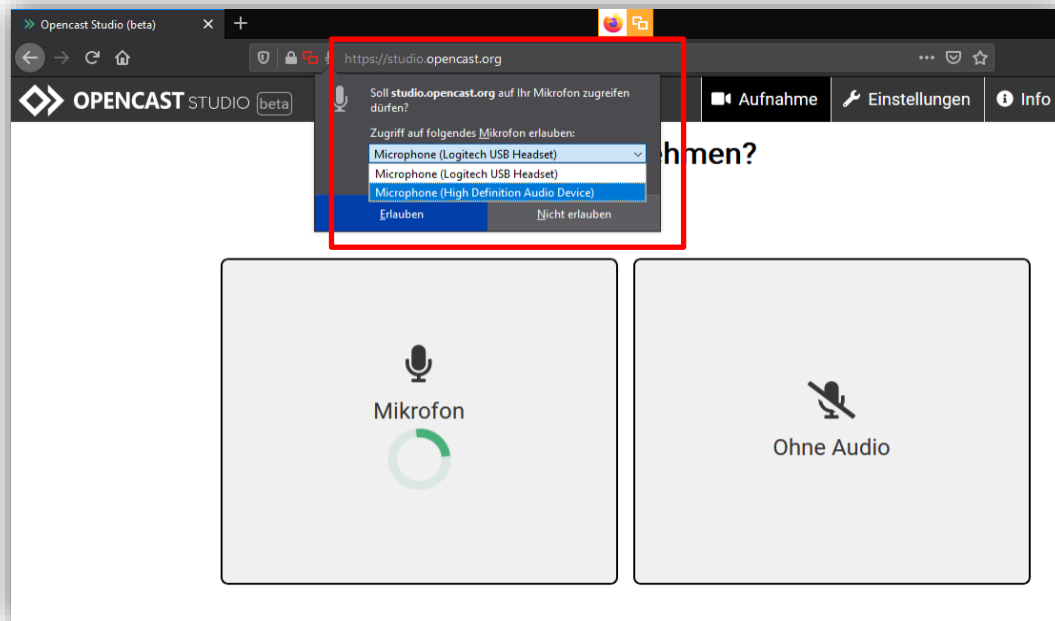 Opencast Studio (beta)
https://studio.opencast.org
OPENCAST STUDIO beta
Aufnahme
Einstellungen
Info
Soll studio.opencast.org auf Ihr Mikrofon zugreifen
dürfen?
Zugriff auf folgendes Mikrofon erlauben:
Microphone (Logitech USB Headset)
Microphone (Logitech USB Headset)
Microphone (High Definition Audio Device)
Erlauben
Nicht erlauben
hmen?
Mikrofon
Ohne Audio